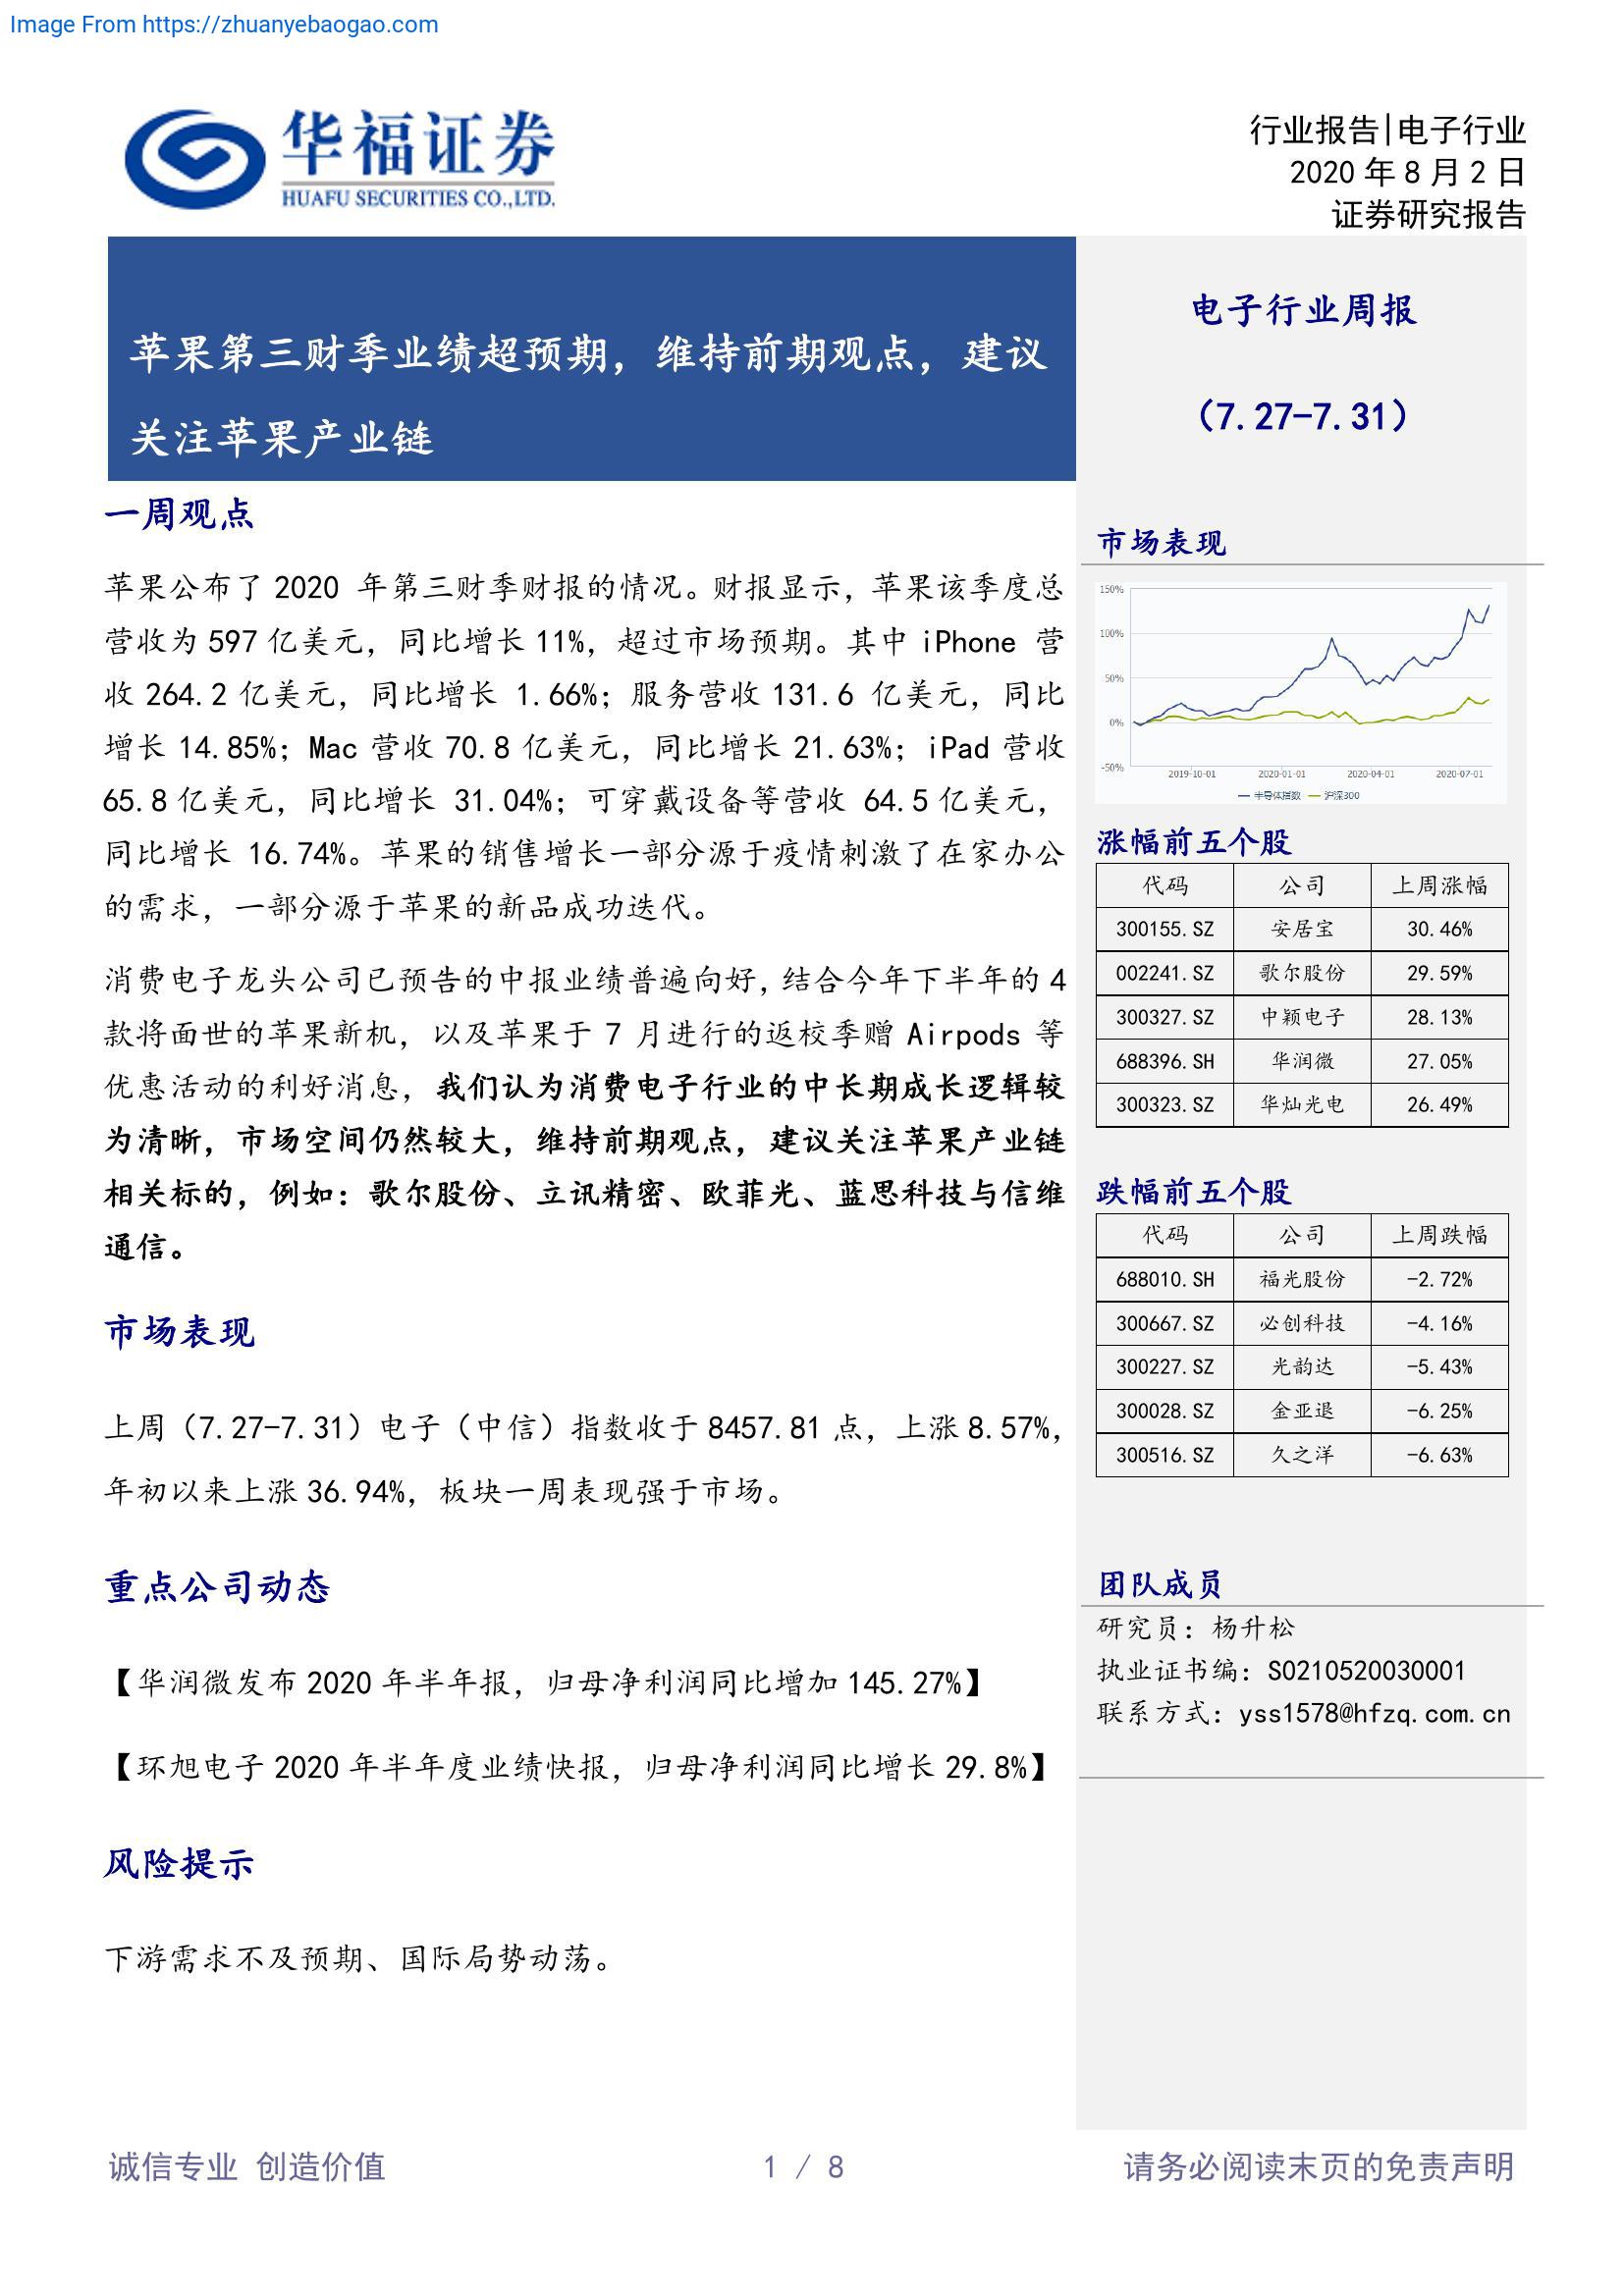 Image From https://zhuanyebaogao.com
华福证券
HUAFU SECURITIES CO.,LTD.
行业报告|电子行业
2020 年 8 月 2 日
证券研究报告
苹果第三财季业绩超预期，维持前期观点，建议
关注苹果产业链
一周观点
苹果公布了 2020 年第三财季财报的情况。财报显示，苹果该季度总
营收为 597 亿美元，同比增长 11%，超过市场预期。其中 iPhone 营
收 264.2 亿美元，同比增长 1.66%；服务营收 131.6 亿美元，同比
增长 14.85%；Mac 营收 70.8 亿美元，同比增长 21.63%；iPad 营收
65.8 亿美元，同比增长 31.04%；可穿戴设备等营收 64.5 亿美元，
同比增长 16.74%。苹果的销售增长一部分源于疫情刺激了在家办公
的需求，一部分源于苹果的新品成功迭代。
消费电子龙头公司已预告的中报业绩普遍向好，结合今年下半年的 4
款将面世的苹果新机，以及苹果于 7 月进行的返校季赠 Airpods 等
优惠活动的利好消息，我们认为消费电子行业的中长期成长逻辑较
为清晰，市场空间仍然较大，维持前期观点，建议关注苹果产业链
相关标的，例如：歌尔股份、立讯精密、欧菲光、蓝思科技与信维
通信。
市场表现
上周（7.27-7.31）电子（中信）指数收于 8457.81 点，上涨 8.57%，
年初以来上涨 36.94%，板块一周表现强于市场。
重点公司动态
【华润微发布 2020 年半年报，归母净利润同比增加 145.27%】
【环旭电子 2020 年半年度业绩快报，归母净利润同比增长 29.8%】
风险提示
下游需求不及预期、国际局势动荡。
电子行业周报
（7.27-7.31）
市场表现
150%
100%
50%
0%
-50%
2019-10-01 2020-01-01 2020-04-01 2020-07-01
半导体指数 沪深300
涨幅前五个股
代码 公司 上周涨幅
300155.SZ 安居宝 30.46%
002241.SZ 歌尔股份 29.59%
300327.SZ 中颖电子 28.13%
688396.SH 华润微 27.05%
300323.SZ 华灿光电 26.49%
跌幅前五个股
代码 公司 上周跌幅
688010.SH 福光股份 -2.72%
300667.SZ 必创科技 -4.16%
300227.SZ 光韵达 -5.43%
300028.SZ 金亚退 -6.25%
300516.SZ 久之洋 -6.63%
团队成员
研究员：杨升松
执业证书编：S0210520030001
联系方式：yss1578@hfzq.com.cn
诚信专业 创造价值
1 / 8
请务必阅读末页的免责声明